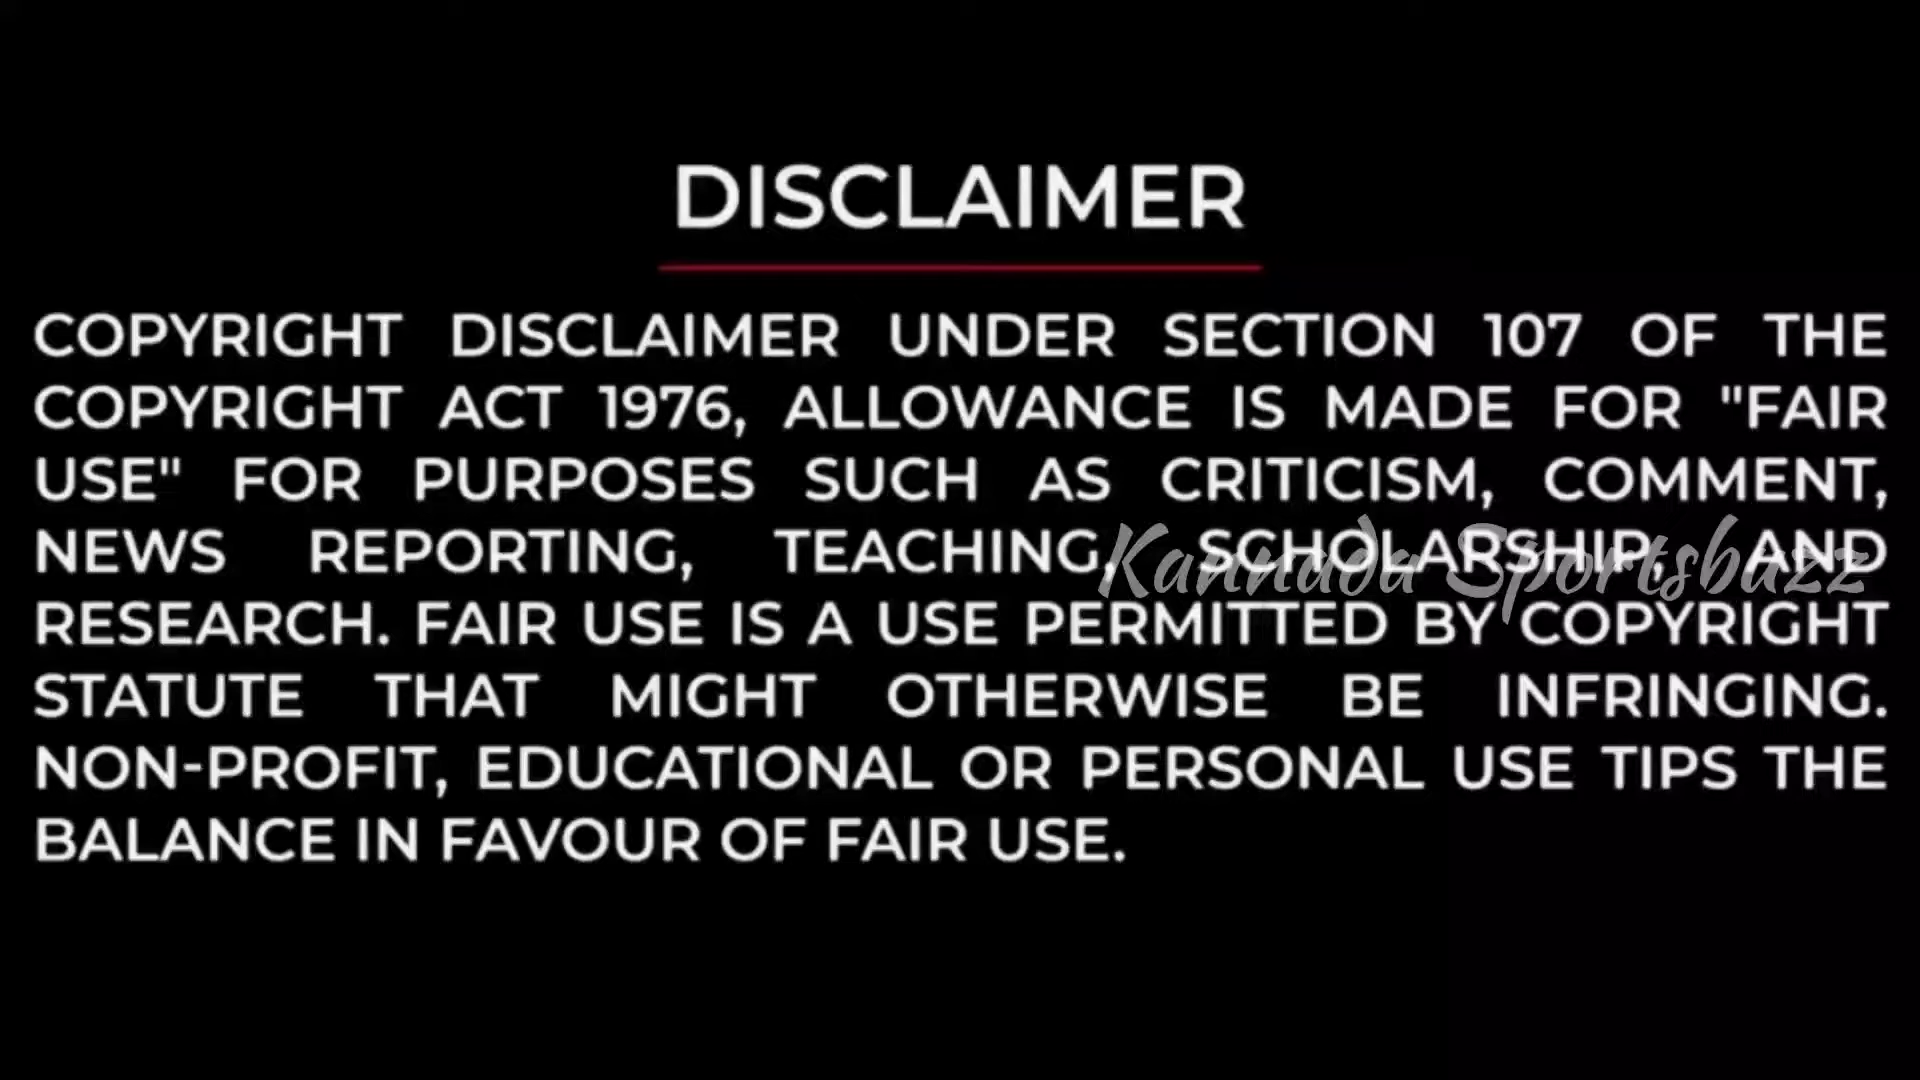 DISCLAIMER
COPYRIGHT DISCLAIMER UNDER SECTION 107 OF THE
COPYRIGHT ACT 1976, ALLOWANCE IS MADE FOR "FAIR
USE" FOR PURPOSES SUCH AS CRITICISM, COMMENT,
NEWS REPORTING, TEACHING, SCHOLARSHIP, AND
Kannada Sportsbuzz
RESEARCH. FAIR USE IS A USE PERMITTED BY COPYRIGHT
STATUTE THAT MIGHT OTHERWISE BE INFRINGING.
NON-PROFIT, EDUCATIONAL OR PERSONAL USE TIPS THE
BALANCE IN FAVOUR OF FAIR USE.